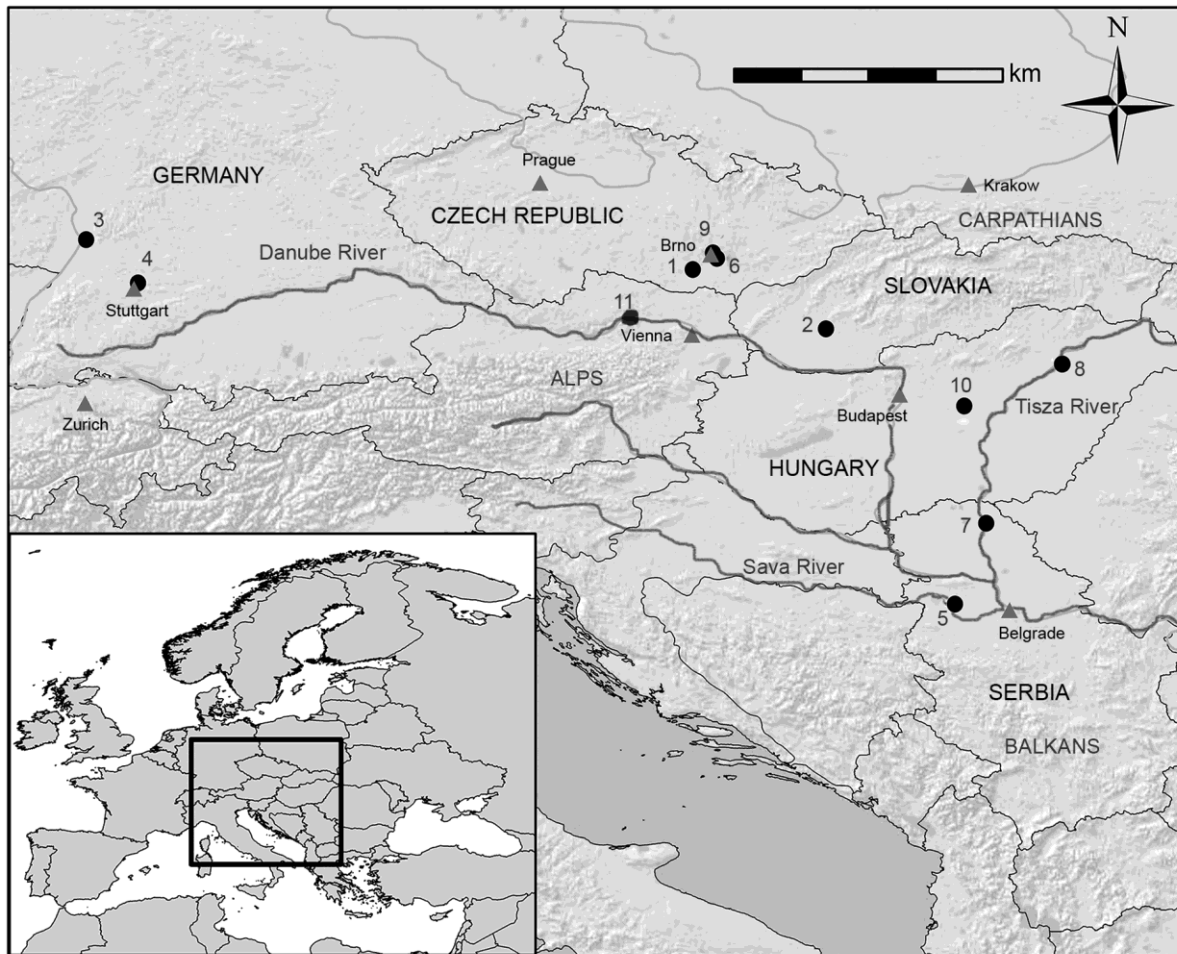 N
km
Prague
Krakow
GERMANY
CZECH REPUBLIC
CARPATHIANS
3
Danube River
9
Brno
4
1
6
SLOVAKIA
Stuttgart
11
2
Vienna
8
ALPS
10
Zurich
Budapest
Tisza River
HUNGARY
7
Sava River
5
Belgrade
SERBIA
BALKANS